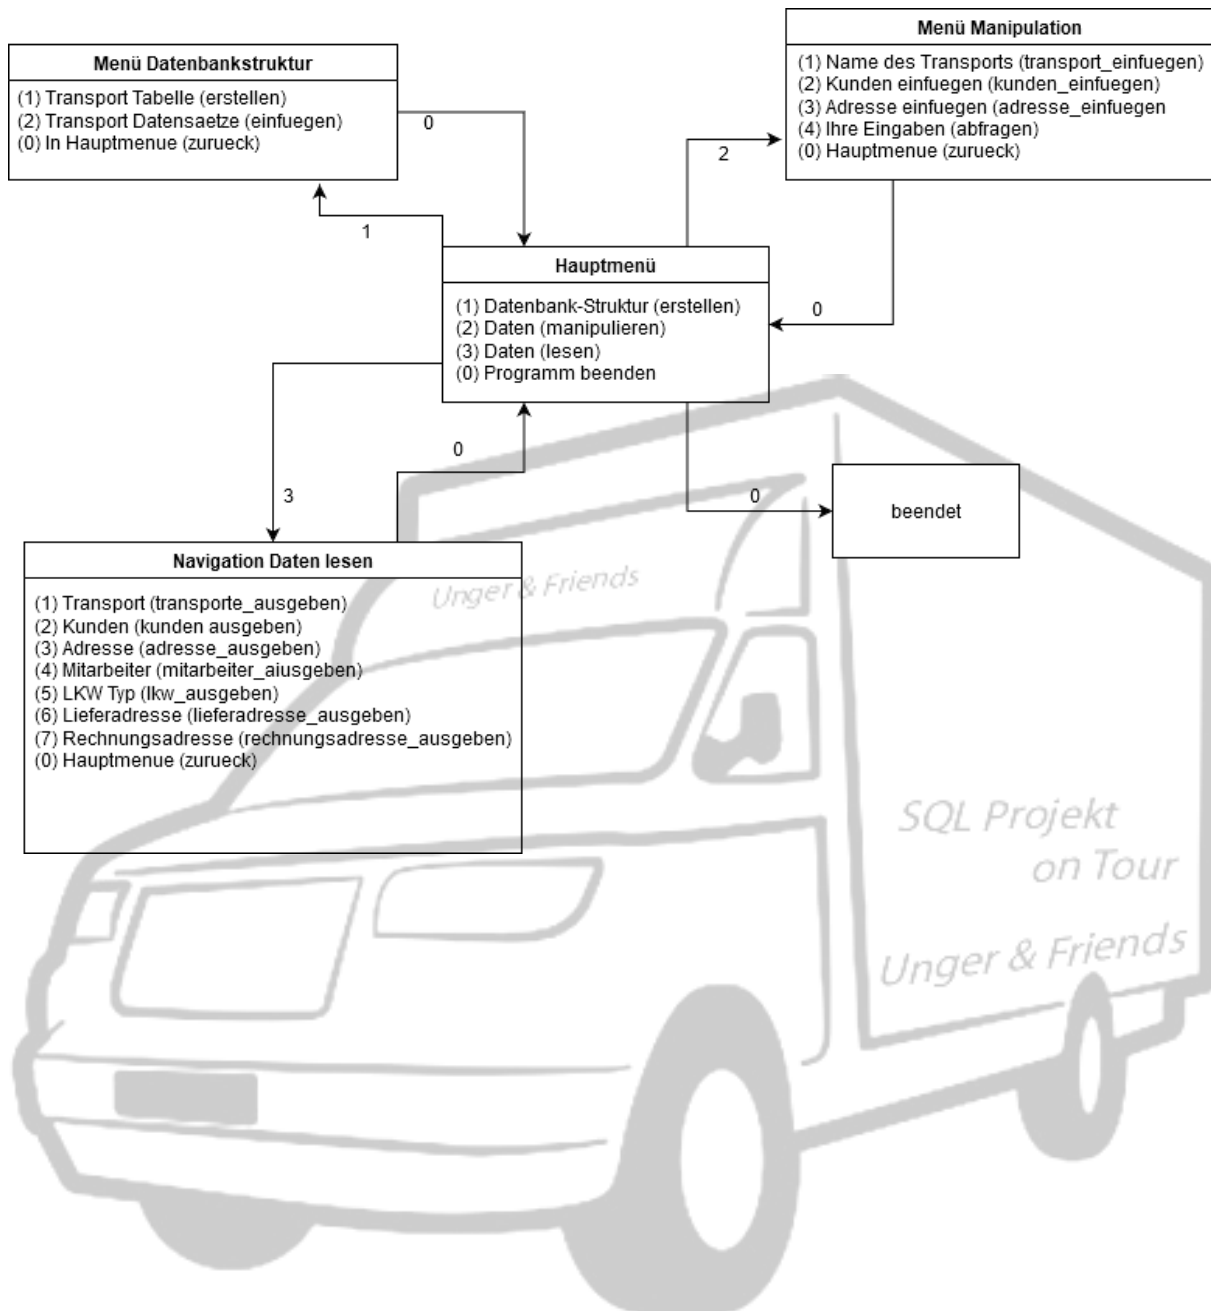 Menü Datenbankstruktur
(1) Transport Tabelle (erstellen)
(2) Transport Datensaetze (einfuegen)
(0) In Hauptmenue (zurueck)
0
1
Menü Manipulation
(1) Name des Transports (transport_einfuegen)
(2) Kunden einfuegen (kunden_einfuegen)
(3) Adresse einfuegen (adresse_einfuegen
(4) Ihre Eingaben (abfragen)
(0) Hauptmenue (zurueck)
2
0
Hauptmenü
(1) Datenbank-Struktur (erstellen)
(2) Daten (manipulieren)
(3) Daten (lesen)
(0) Programm beenden
0
3
0
beendet
Navigation Daten lesen
(1) Transport (transporte_ausgeben)
(2) Kunden (kunden ausgeben)
(3) Adresse (adresse_ausgeben)
(4) Mitarbeiter (mitarbeiter_aiusgeben)
(5) LKW Typ (lkw_ausgeben)
(6) Lieferadresse (lieferadresse_ausgeben)
(7) Rechnungsadresse (rechnungsadresse_ausgeben)
(0) Hauptmenue (zurueck)
Unger & Friends
SQL Projekt
on Tour
Unger & Friends